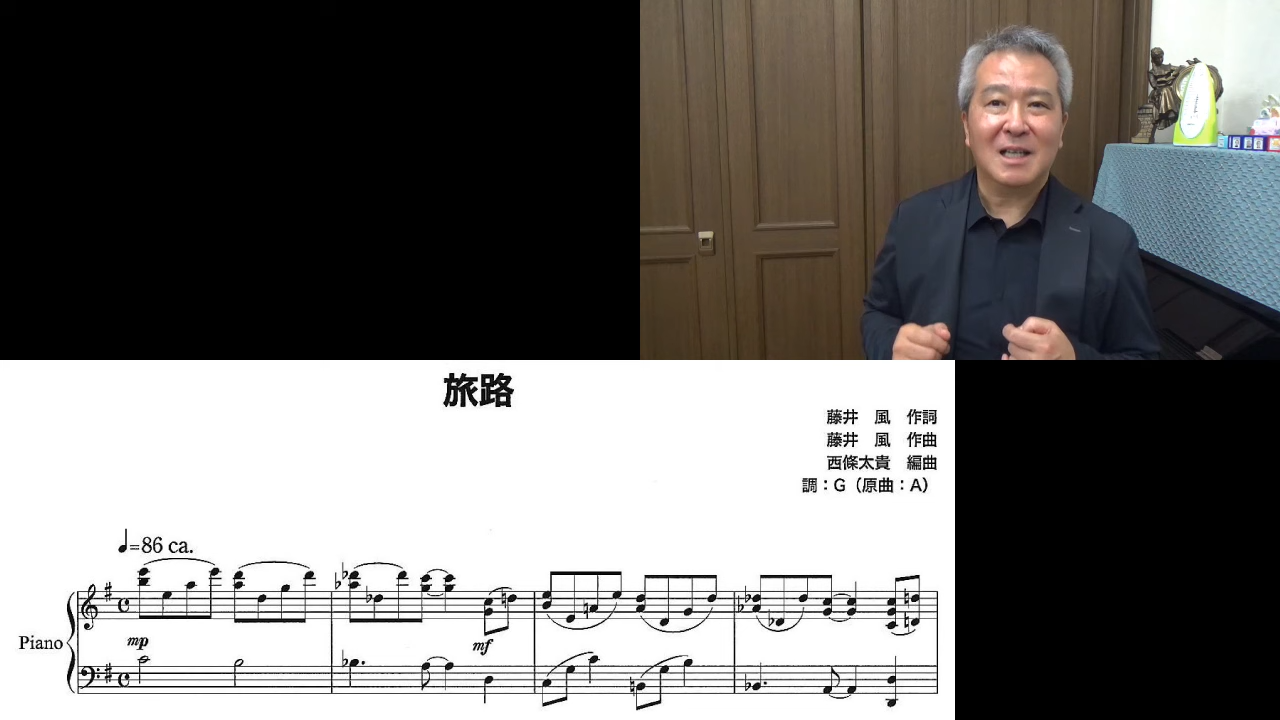 旅路
藤井　風　作詞
藤井　風　作曲
西條太貴　編曲
調：G（原曲：A）
♩=86 ca.
Piano
mp
mf